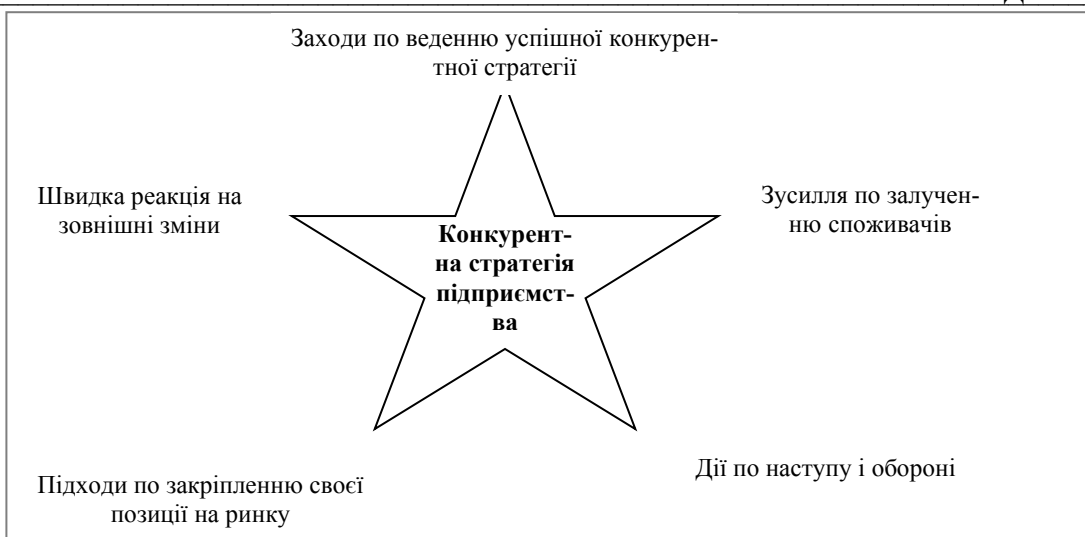 Заходи по веденню успішної конкурен-
тної стратегії
Швидка реакція на
зовнішні зміни
Зусилля по залучен-
ню споживачів
Конкурент-
на стратегія
підприємст-
ва
Дії по наступу і обороні
Підходи по закріпленню своєї
позиції на ринку